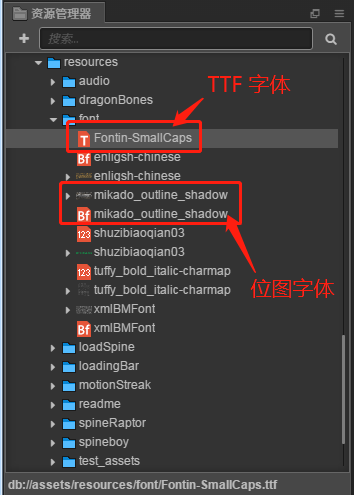 资源管理器
搜索...
resources
audio
dragonBones
font
TTF 字体
Fontin-SmallCaps
enligsh-chinese
enligsh-chinese
mikado_outline_shadow
mikado_outline_shadow
shuzibiaoqian03
shuzibiaoqian03
位图字体
tuffy_bold_italic-charmap
tuffy_bold_italic-charmap
xmlBMFont
xmlBMFont
loadSpine
loadingBar
motionStreak
readme
spineRaptor
spineboy
test_assets
db://assets/resources/font/Fontin-SmallCaps.ttf